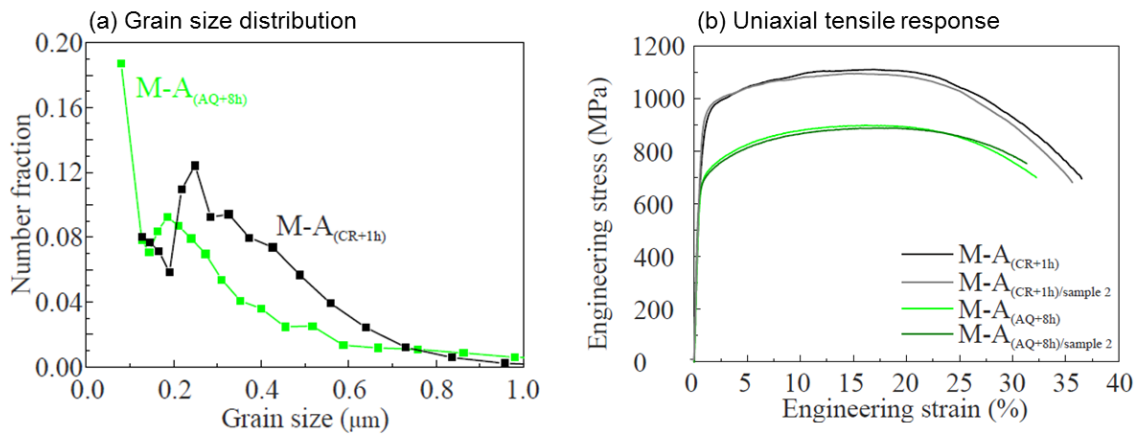 (a) Grain size distribution
0.20
0.16
0.12
0.08
0.04
0.00
Number fraction
M-A(AQ+8h)
M-A(CR+1h)
0.0 0.2 0.4 0.6 0.8 1.0
Grain size (μm)
(b) Uniaxial tensile response
1200
1000
800
600
400
200
0
Engineering stress (MPa)
M-A(CR+1h)
M-A(CR+1h)/sample 2
M-A(AQ+8h)
M-A(AQ+8h)/sample 2
0 5 10 15 20 25 30 35 40
Engineering strain (%)